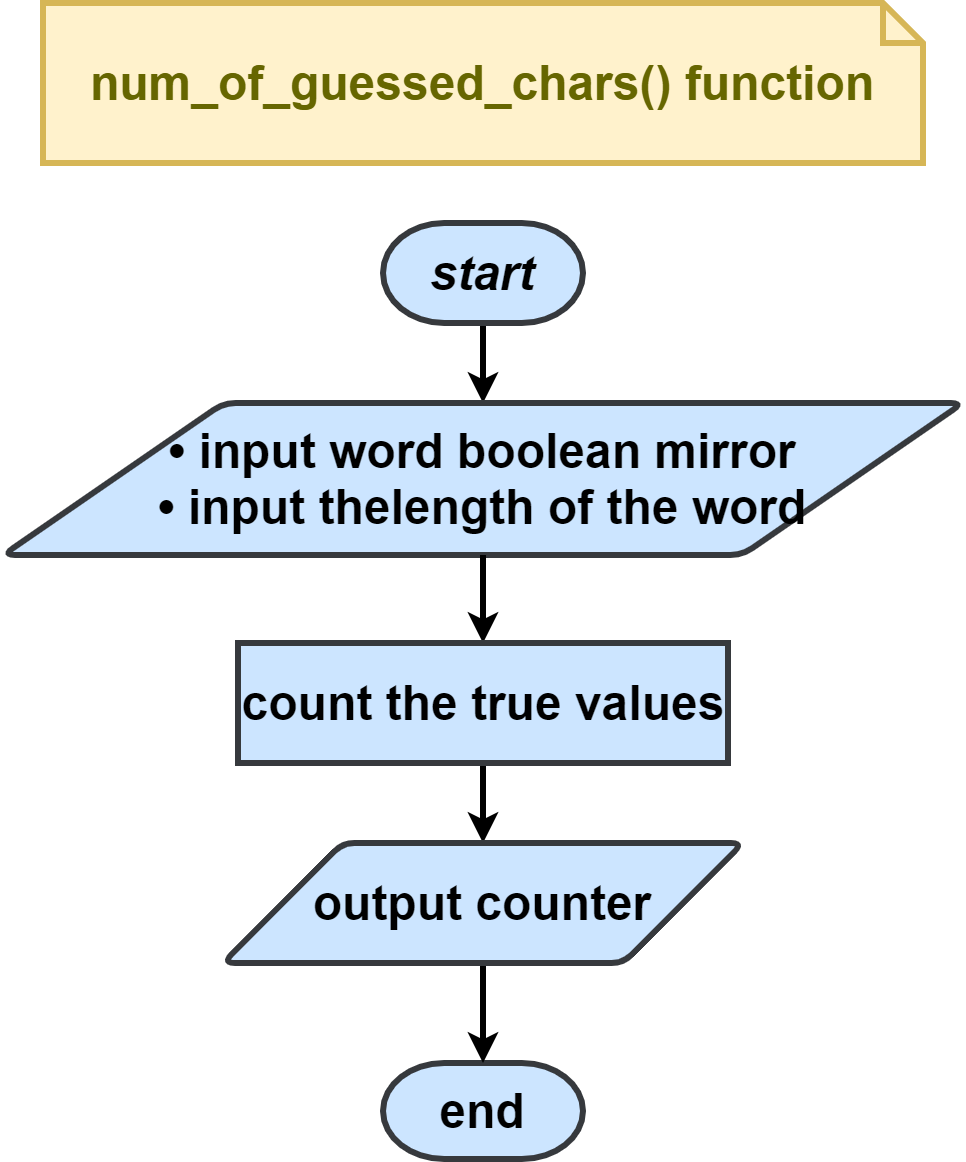 num_of_guessed_chars() function
start
• input word boolean mirror
• input thelength of the word
count the true values
output counter
end